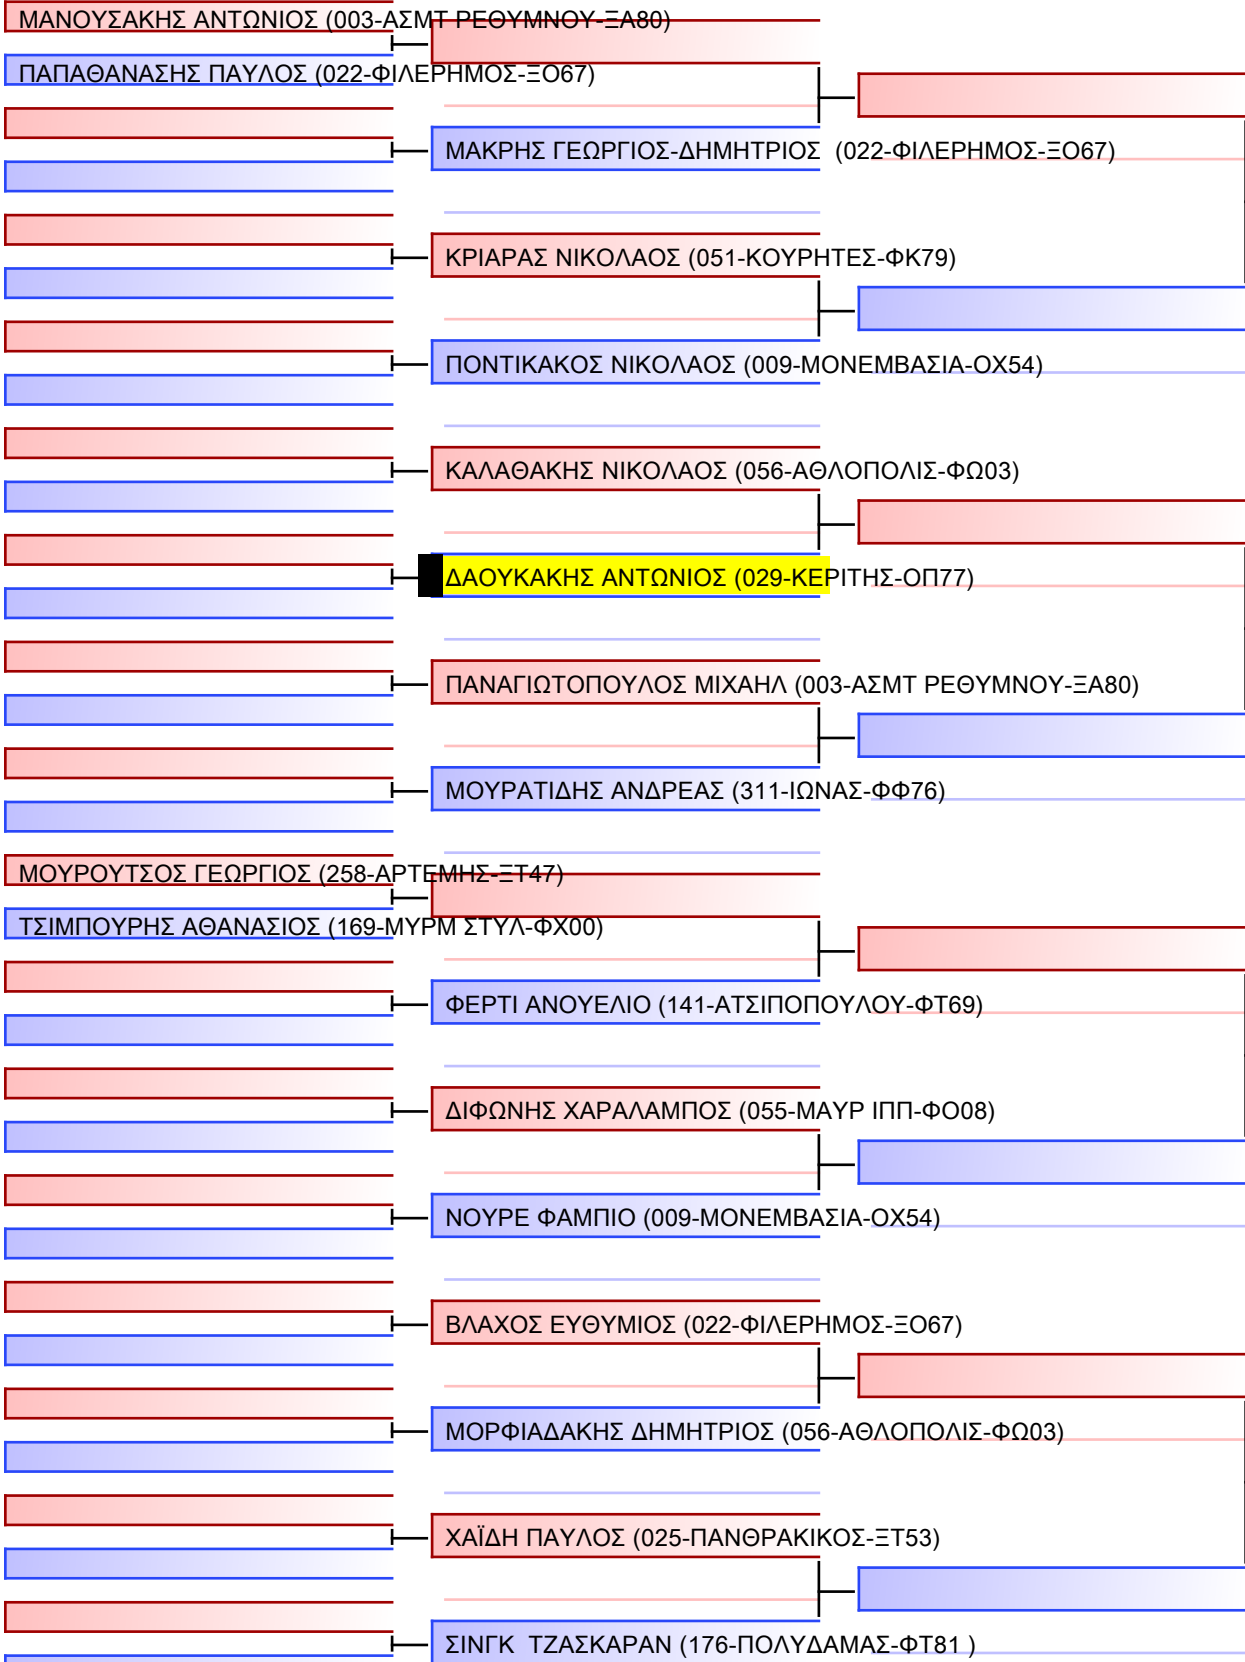 ΜΑΝΟΥΣΑΚΗΣ ΑΝΤΩΝΙΟΣ (003-ΑΣΜΤ ΡΕΘΥΜΝΟΥ-ΞΑ80)
ΠΑΠΑΘΑΝΑΣΗΣ ΠΑΥΛΟΣ (022-ΦΙΛΕΡΗΜΟΣ-ΞΟ67)
ΜΑΚΡΗΣ ΓΕΩΡΓΙΟΣ-ΔΗΜΗΤΡΙΟΣ (022-ΦΙΛΕΡΗΜΟΣ-ΞΟ67)
ΚΡΙΑΡΑΣ ΝΙΚΟΛΑΟΣ (051-ΚΟΥΡΗΤΕΣ-ΦΚ79)
ΠΟΝΤΙΚΑΚΟΣ ΝΙΚΟΛΑΟΣ (009-ΜΟΝΕΜΒΑΣΙΑ-ΟΧ54)
ΚΑΛΑΘΑΚΗΣ ΝΙΚΟΛΑΟΣ (056-ΑΘΛΟΠΟΛΙΣ-ΦΩ03)
ΔΑΟΥΚΑΚΗΣ ΑΝΤΩΝΙΟΣ (029-ΚΕΡΙΤΗΣ-ΟΠ77)
ΠΑΝΑΓΙΩΤΟΠΟΥΛΟΣ ΜΙΧΑΗΛ (003-ΑΣΜΤ ΡΕΘΥΜΝΟΥ-ΞΑ80)
ΜΟΥΡΑΤΙΔΗΣ ΑΝΔΡΕΑΣ (311-ΙΩΝΑΣ-ΦΦ76)
ΜΟΥΡΟΥΤΣΟΣ ΓΕΩΡΓΙΟΣ (258-ΑΡΤΕΜΗΣ-ΞΤ47)
ΤΣΙΜΠΟΥΡΗΣ ΑΘΑΝΑΣΙΟΣ (169-ΜΥΡΜ ΣΤΥΛ-ΦΧ00)
ΦΕΡΤΙ ΑΝΟΥΕΛΙΟ (141-ΑΤΣΙΠΟΠΟΥΛΟΥ-ΦΤ69)
ΔΙΦΩΝΗΣ ΧΑΡΑΛΑΜΠΟΣ (055-ΜΑΥΡ ΙΠΠ-ΦΟ08)
ΝΟΥΡΕ ΦΑΜΠΙΟ (009-ΜΟΝΕΜΒΑΣΙΑ-ΟΧ54)
ΒΛΑΧΟΣ ΕΥΘΥΜΙΟΣ (022-ΦΙΛΕΡΗΜΟΣ-ΞΟ67)
ΜΟΡΦΙΑΔΑΚΗΣ ΔΗΜΗΤΡΙΟΣ (056-ΑΘΛΟΠΟΛΙΣ-ΦΩ03)
ΧΑΪΔΗ ΠΑΥΛΟΣ (025-ΠΑΝΘΡΑΚΙΚΟΣ-ΞΤ53)
ΣΙΝΓΚ ΤΖΑΣΚΑΡΑΝ (176-ΠΟΛΥΔΑΜΑΣ-ΦΤ81 )